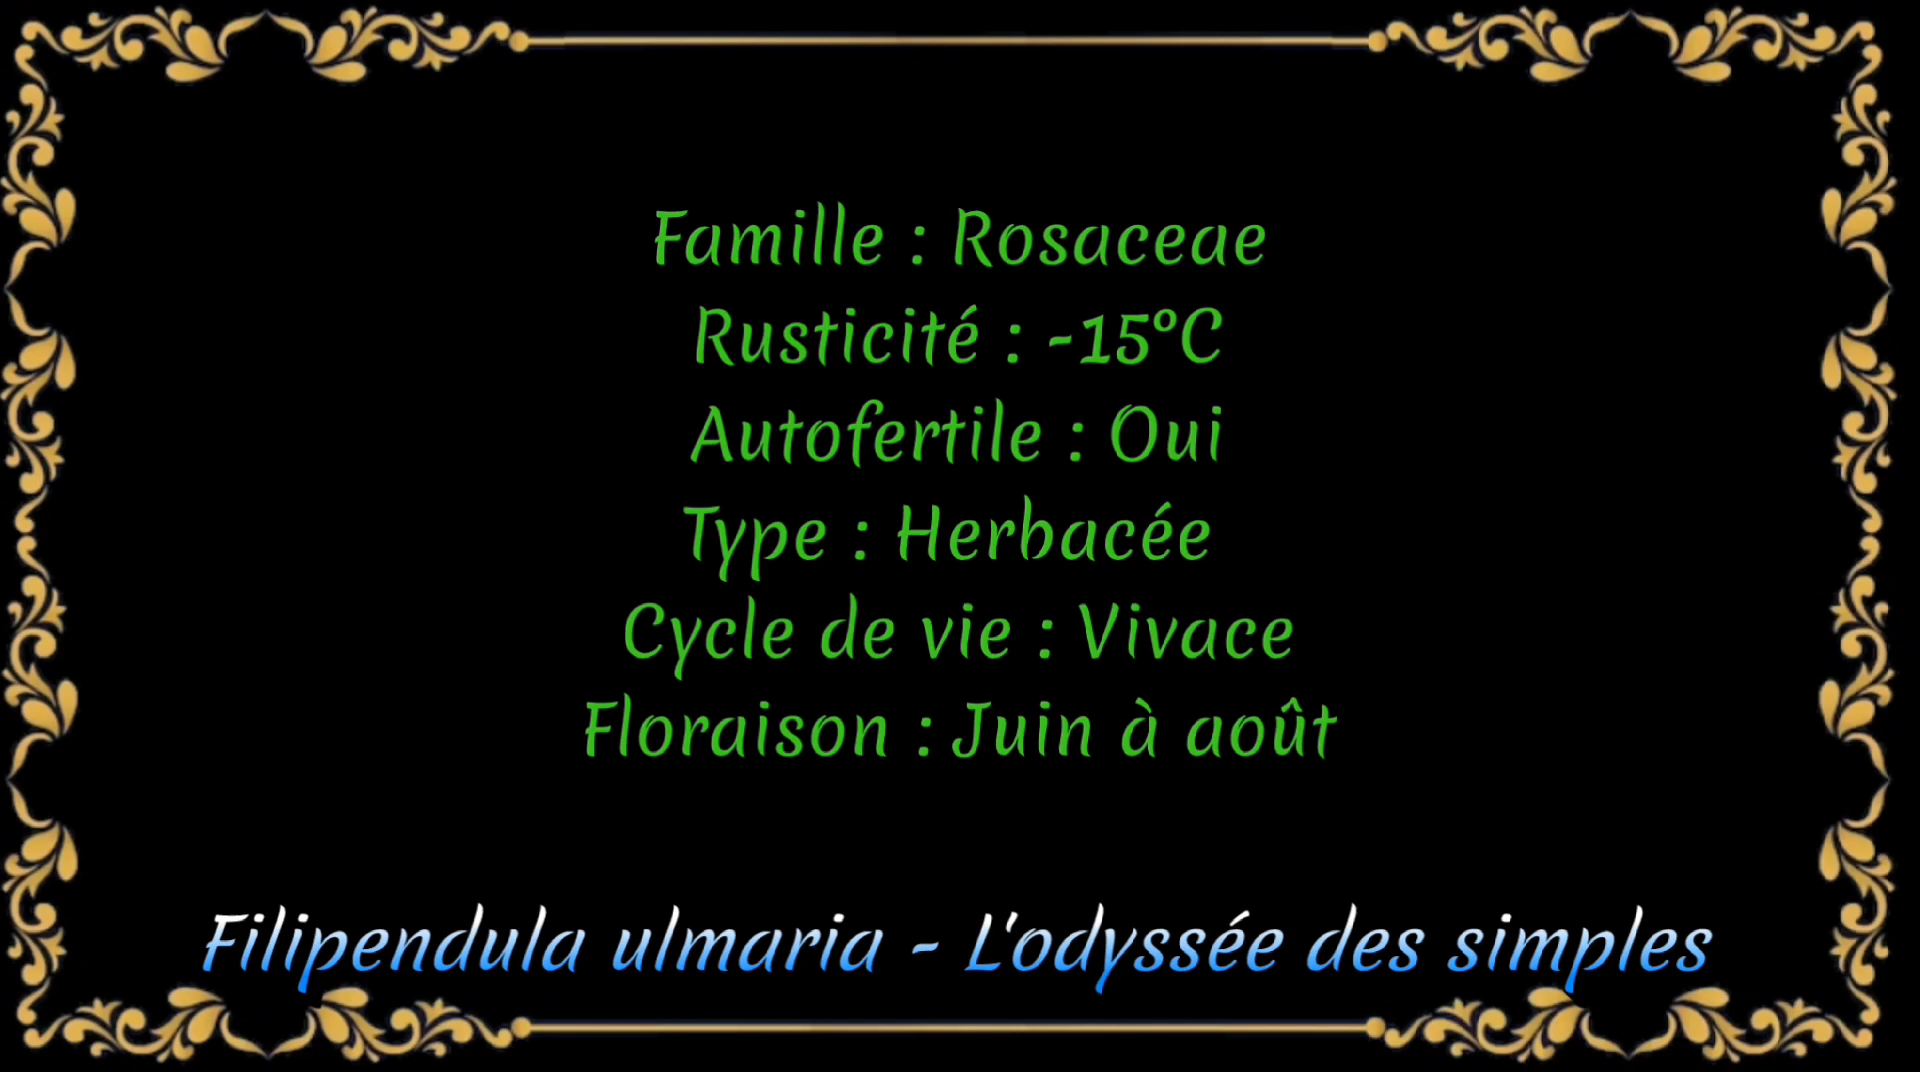 Famille : Rosaceae
Rusticité : -15°C
Autofertile : Oui
Type : Herbacée
Cycle de vie : Vivace
Floraison : Juin à août
Filipendula ulmaria - L'odyssée des simples